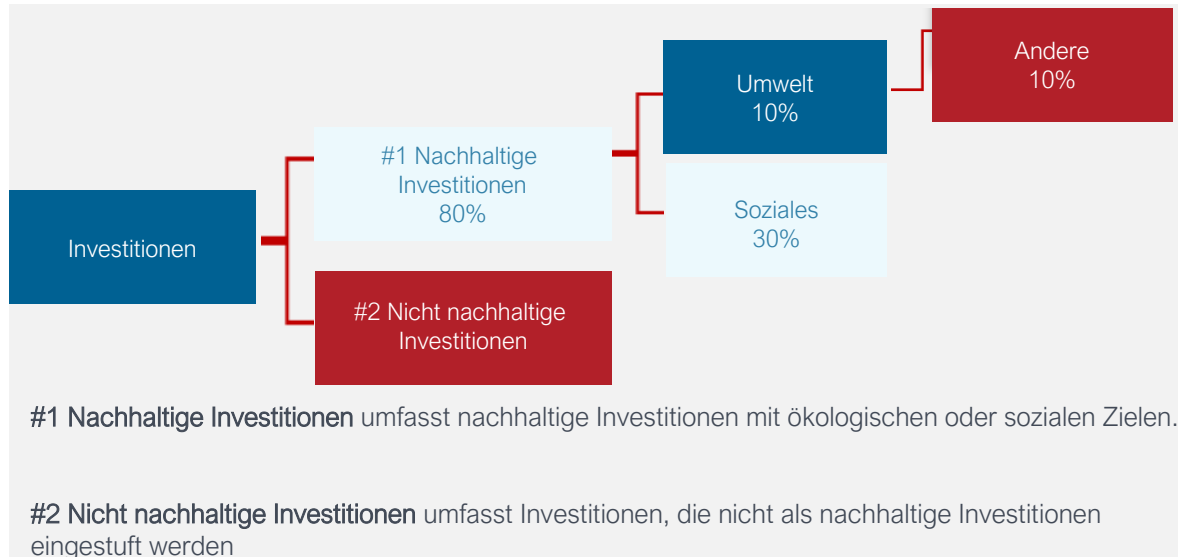 Andere
10%
Umwelt
10%
#1 Nachhaltige
Investitionen
80%
Soziales
30%
Investitionen
#2 Nicht nachhaltige
Investitionen
#1 Nachhaltige Investitionen umfasst nachhaltige Investitionen mit ökologischen oder sozialen Zielen.
#2 Nicht nachhaltige Investitionen umfasst Investitionen, die nicht als nachhaltige Investitionen
eingestuft werden